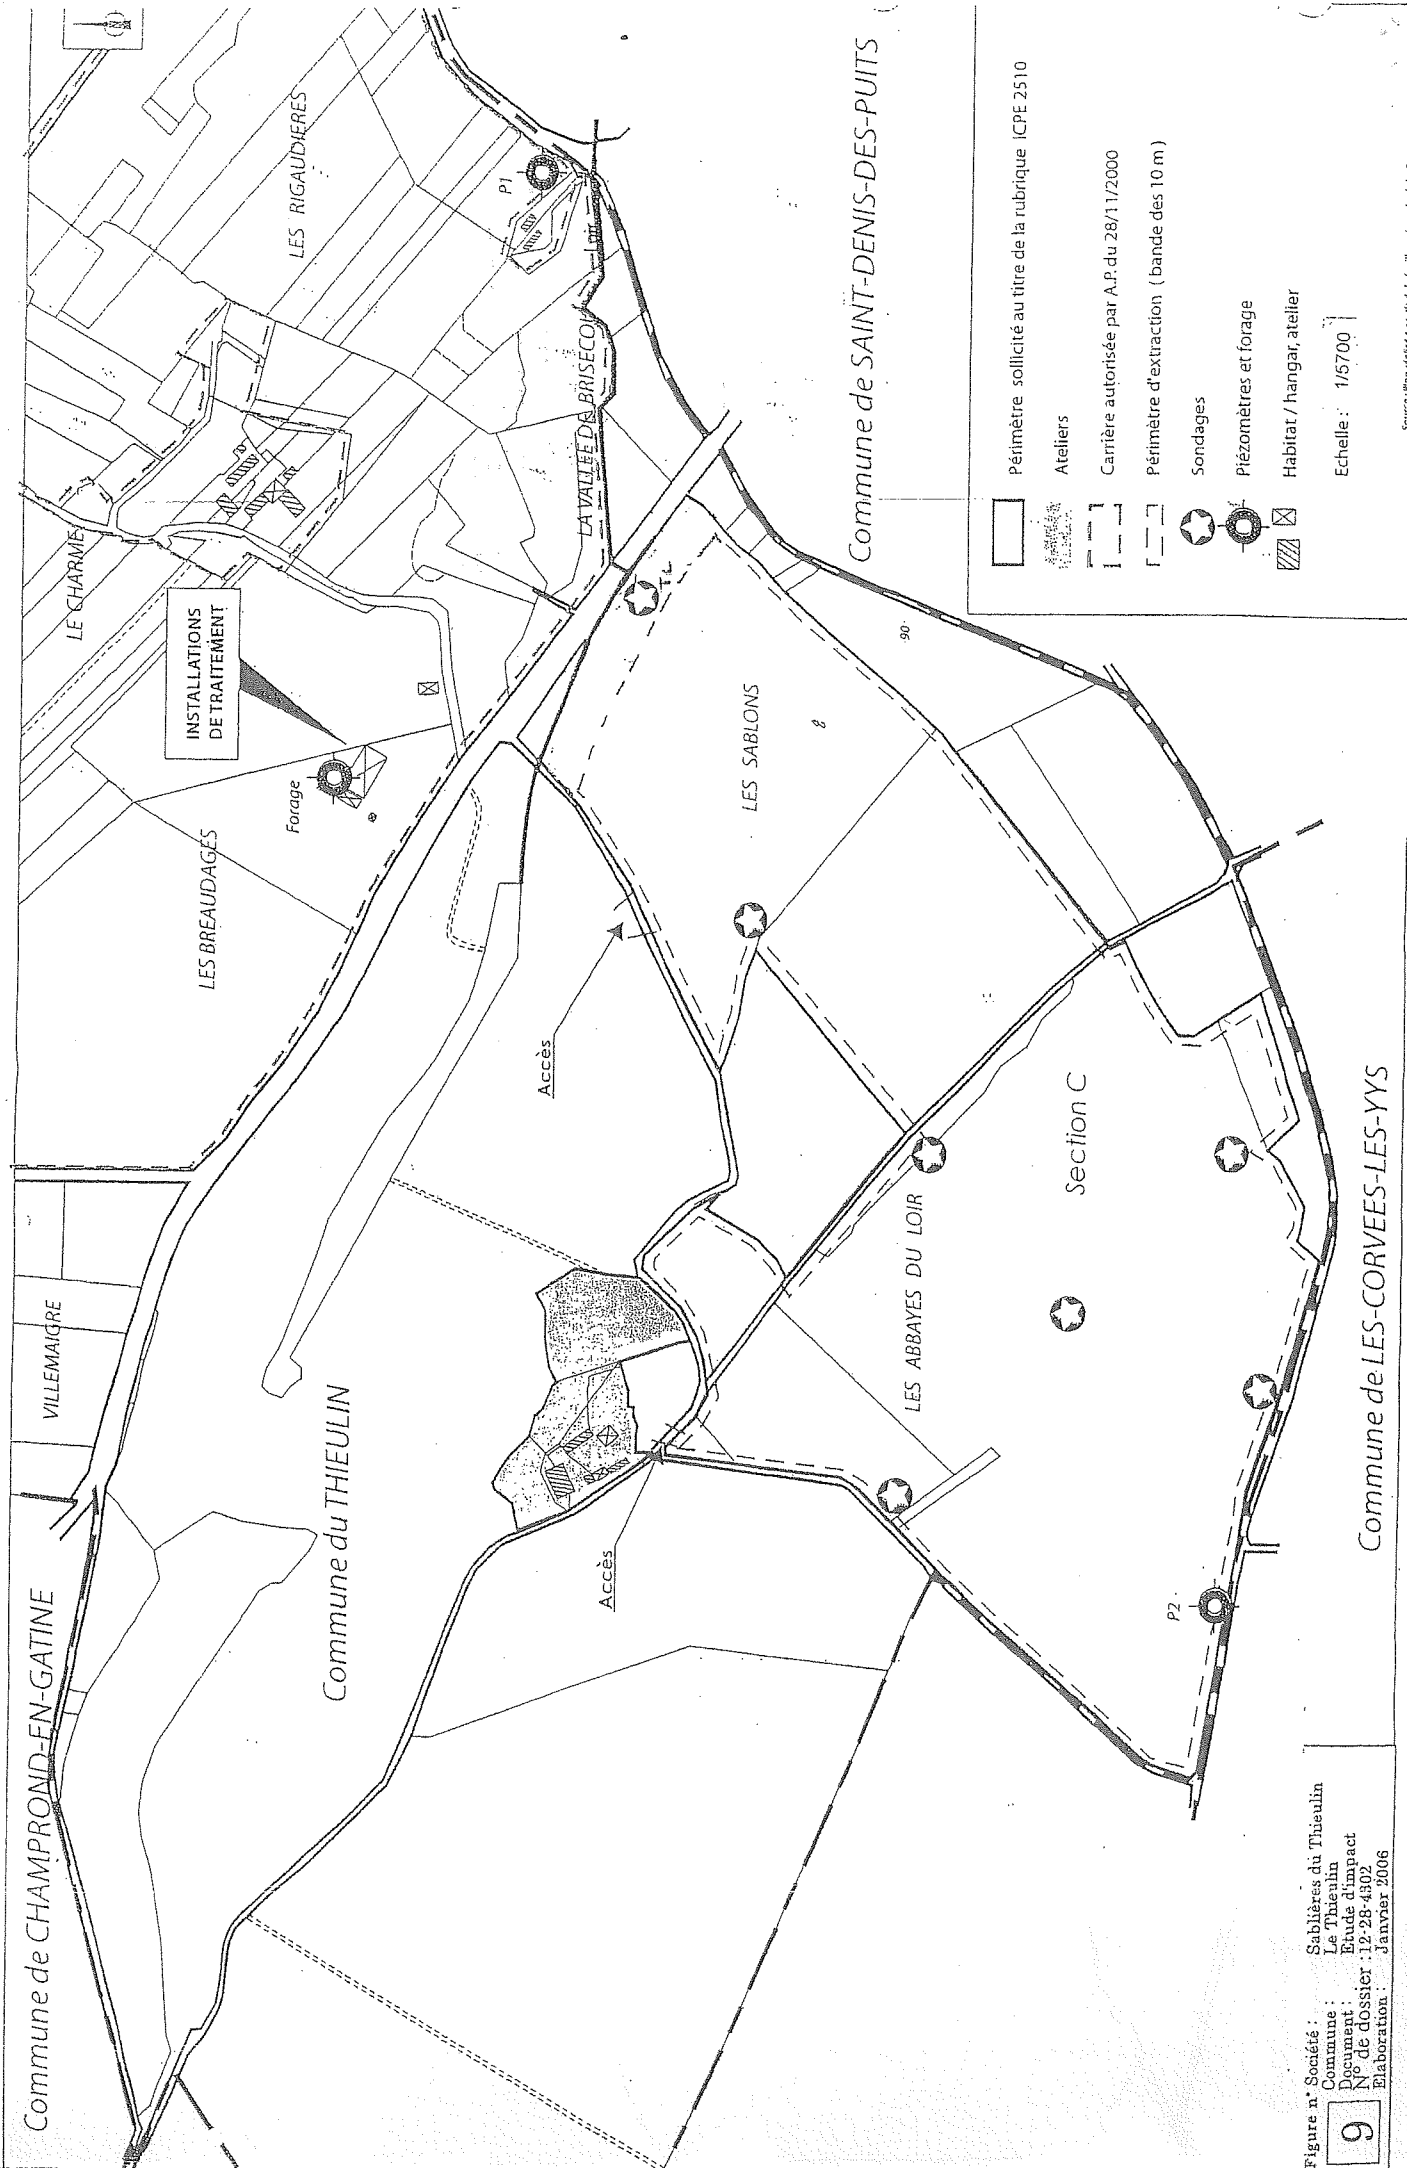 Commune de CHAMPROND-EN-GATINE
VILLEMAIGRE
LES BREAUDAGES
LE CHARME
LES RIGAUDIERES
N
INSTALLATIONS
DE TRAITEMENT
Forage
P1
LA VALLEE DE BRISECOU
Commune du THIEULIN
Accès
Accès
LES SABLONS
90
LES ABBAYES DU LOIR
Section C
P2
Commune de SAINT-DENIS-DES-PUITS
Commune de LES-CORVEES-LES-YYS
Périmètre sollicité au titre de la rubrique ICPE 2510
Ateliers
Carrière autorisée par A.P. du 28/11/2000
Périmètre d'extraction (bande des 10 m)
Sondages
Piézomètres et forage
Habitat / hangar, atelier
Echelle : 1/5700
Figure n°
9
Société : Sablières du Thieulin
Commune : Le Thieulin
Document : Etude d'impact
N° de dossier : 12-28-4302
Elaboration : Janvier 2006